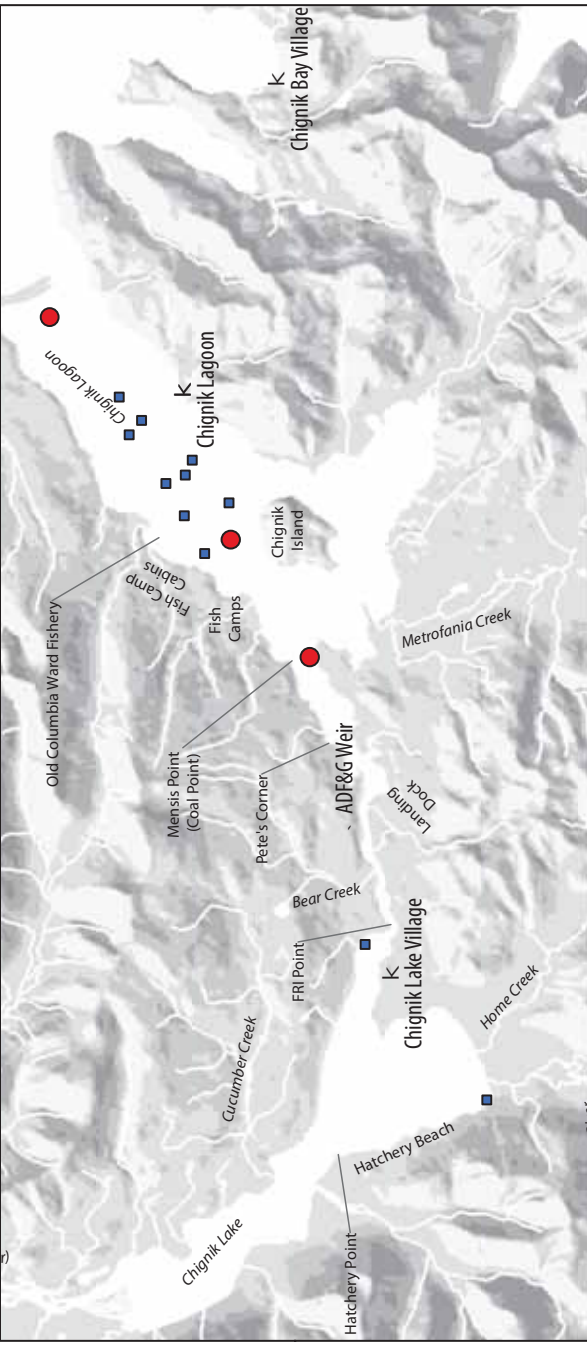 Chignik Bay Village
Chignik Lagoon
Chignik Lagoon
Chignik
Island
Old Columbia Ward Fishery
Fish Camp
Cabins
Fish
Camps
Metrofania Creek
Mensis Point
(Coal Point)
Pete's Corner
ADF&G Weir
Landing
Dock
Bear Creek
FRI Point
Chignik Lake Village
Home Creek
Cucumber Creek
Hatchery Beach
Chignik Lake
Hatchery Point
r)